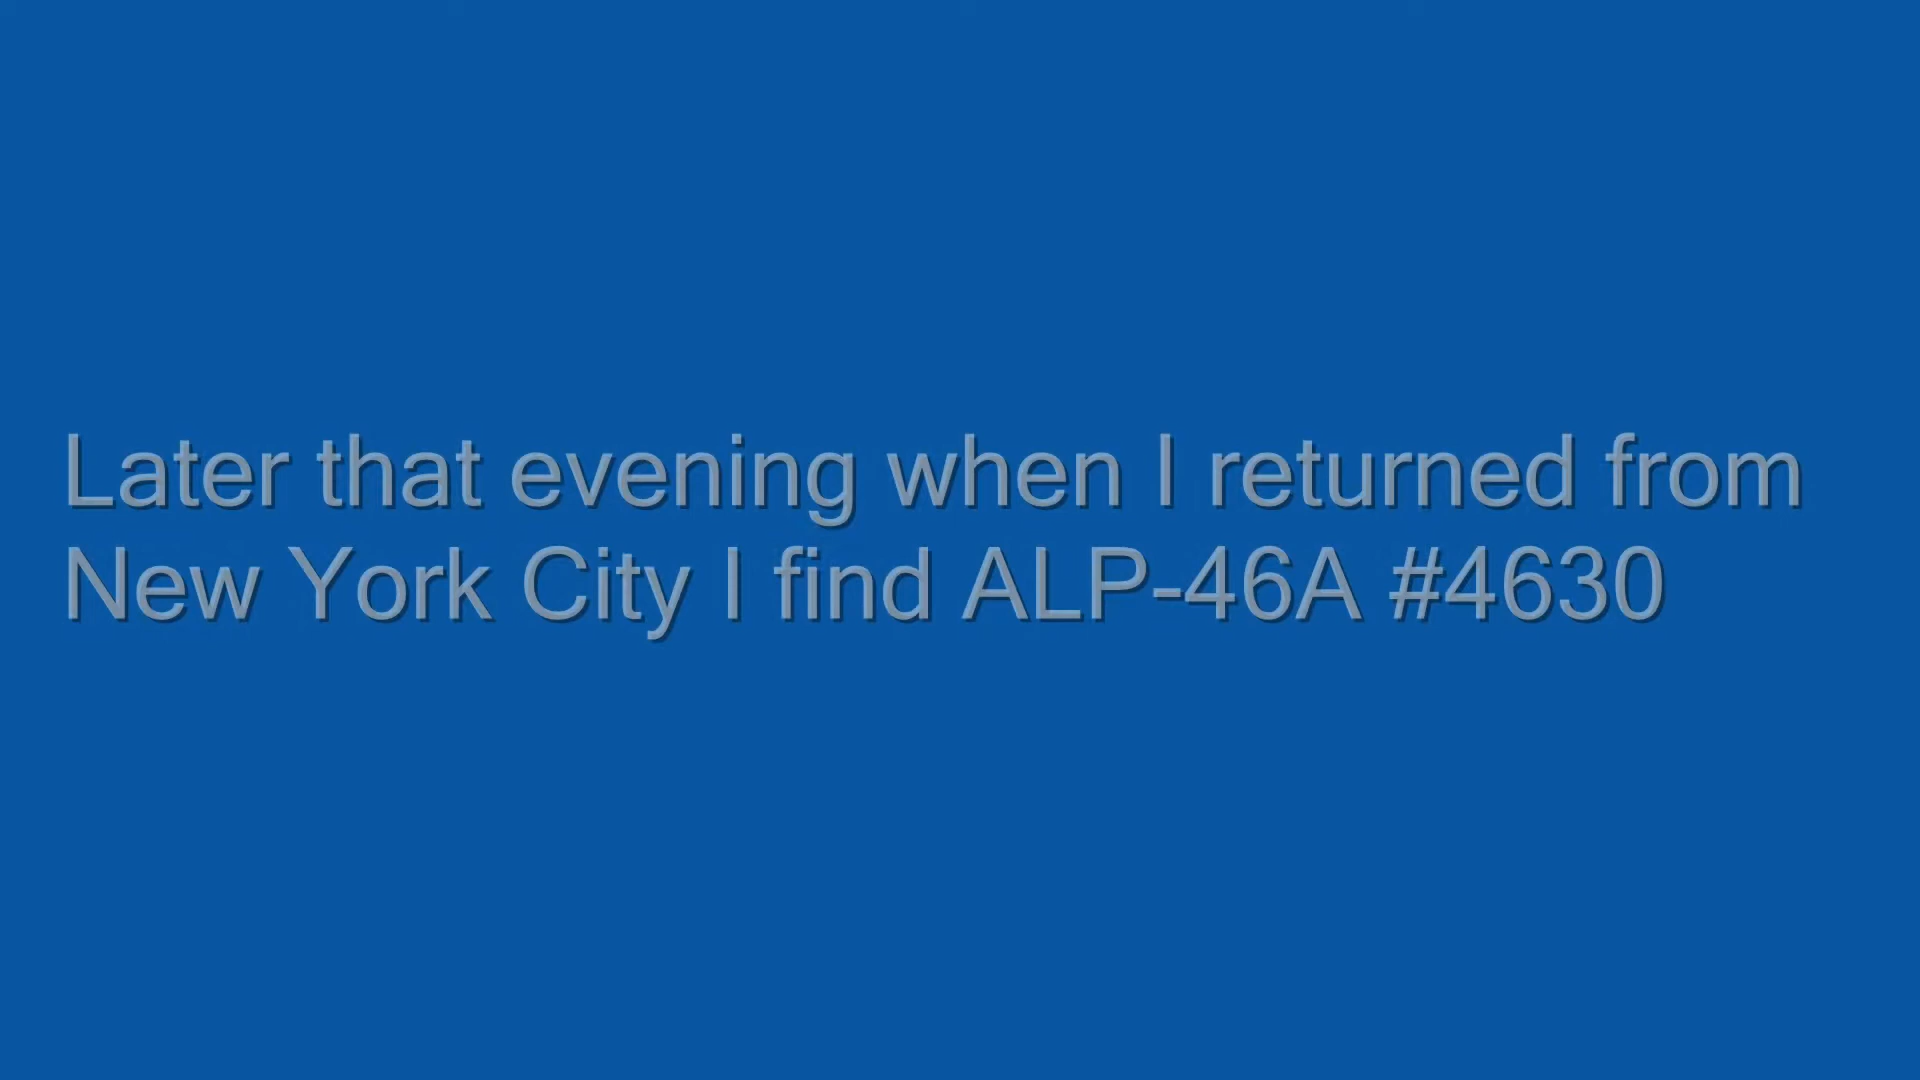 Later that evening when I returned from
New York City I find ALP-46A #4630